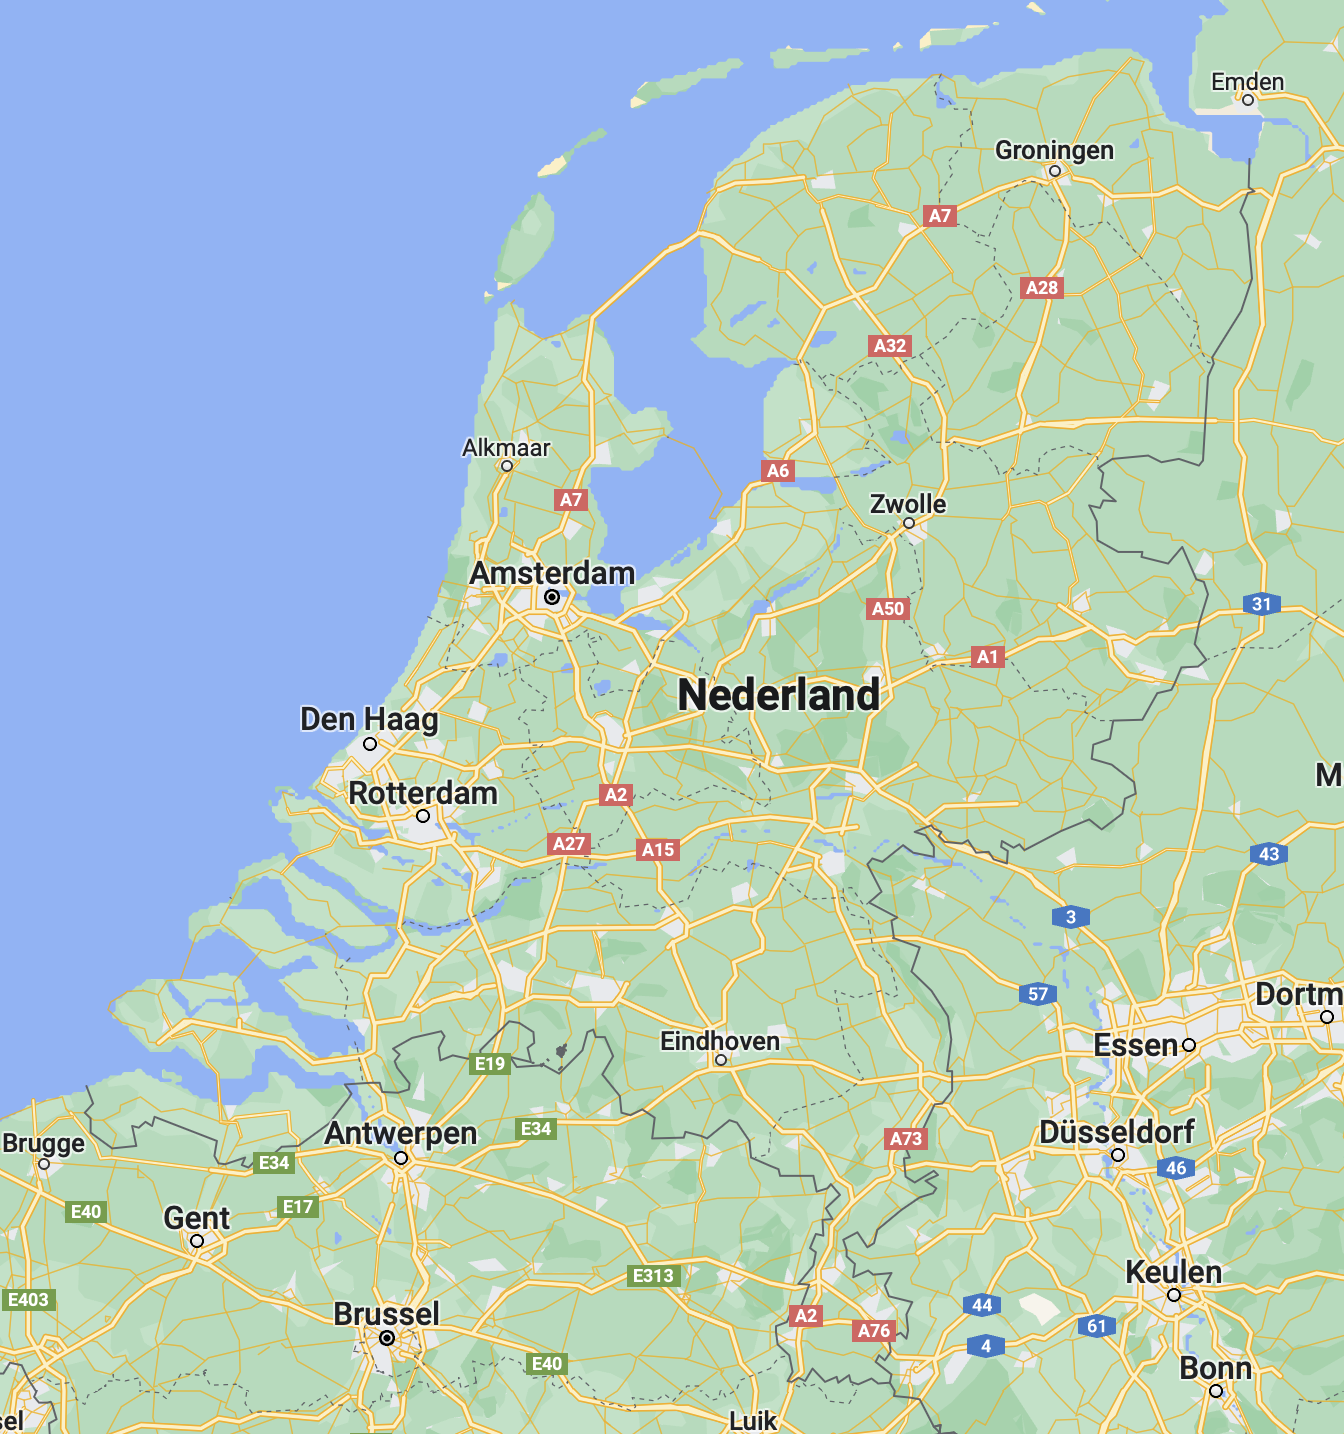 Emden
Groningen
A7
A28
A32
Alkmaar
A6
A7
Zwolle
Amsterdam
A50
31
A1
Nederland
Den Haag
M
Rotterdam
A2
A27
A15
43
3
57
Dortm
Essen
Eindhoven
E19
E34
Antwerpen
A73
Düsseldorf
Brugge
E34
46
E40
E17
Gent
Keulen
E313
E403
44
Brussel
A2
A76
61
4
E40
Bonn
sel
Luik